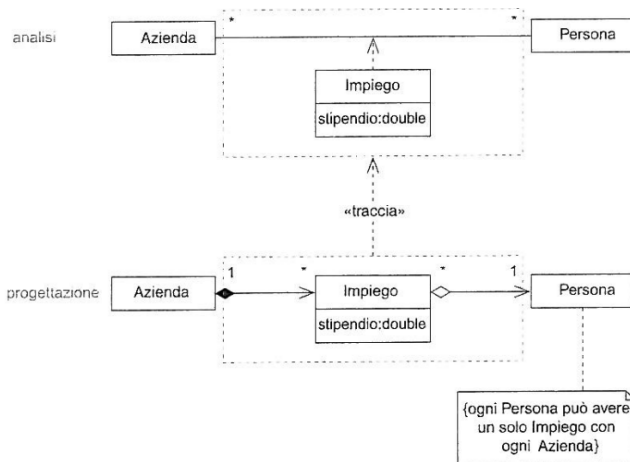 analisi
Azienda
*
*
Persona
Impiego
stipendio:double
«traccia»
progettazione
Azienda
1
*
Impiego
stipendio:double
*
1
Persona
{ogni Persona può avere
un solo Impiego con
ogni Azienda}